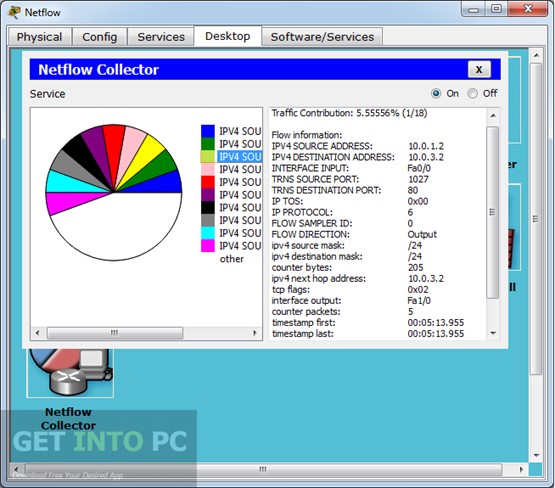 Netflow
Physical Config Services Desktop Software/Services
Netflow Collector X
Service On Off
IPV4 SOU
IPV4 SOU
IPV4 SOU
IPV4 SOU
IPV4 SOU
IPV4 SOU
IPV4 SOU
IPV4 SOU
IPV4 SOU
IPV4 SOU
other
Traffic Contribution: 5.55556% (1/18)
Flow information:
IPV4 SOURCE ADDRESS: 10.0.1.2
IPV4 DESTINATION ADDRESS: 10.0.3.2
INTERFACE INPUT: Fa0/0
TRNS SOURCE PORT: 1027
TRNS DESTINATION PORT: 80
IP TOS: 0x00
IP PROTOCOL: 6
FLOW SAMPLER ID: 0
FLOW DIRECTION: Output
ipv4 source mask: /24
ipv4 destination mask: /24
counter bytes: 205
ipv4 next hop address: 10.0.3.2
tcp flags: 0x02
interface output: Fa1/0
counter packets: 5
timestamp first: 00:05:13.955
timestamp last: 00:05:13.955
er
ll
Netflow
Collector
GET INTO PC
Download Free Your Desired App